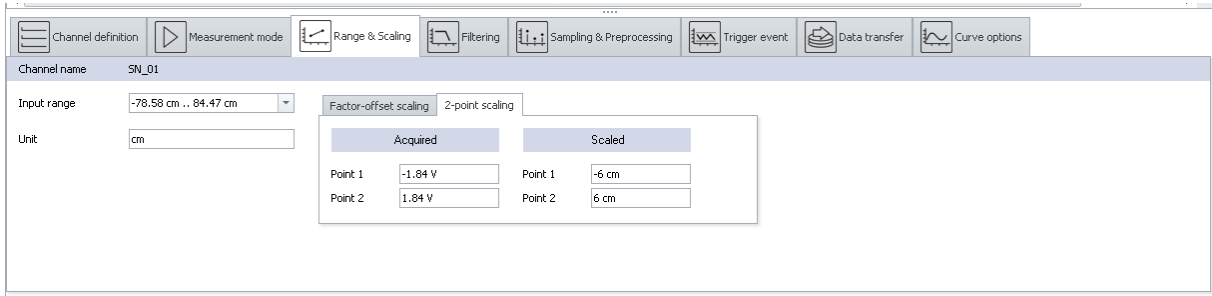 Channel definition Measurement mode Range & Scaling Filtering Sampling & Preprocessing Trigger event Data transfer Curve options
Channel name SN_01
Input range -78.58 cm .. 84.47 cm
Factor-offset scaling 2-point scaling
Unit cm
Acquired Scaled
Point 1 -1.84 V Point 1 -6 cm
Point 2 1.84 V Point 2 6 cm